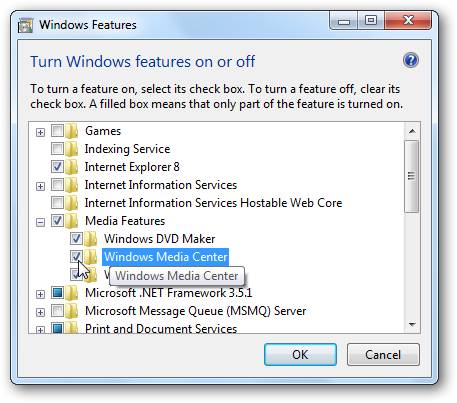 Windows Features
Turn Windows features on or off
To turn a feature on, select its check box. To turn a feature off, clear its
check box. A filled box means that only part of the feature is turned on.
Games
Indexing Service
Internet Explorer 8
Internet Information Services
Internet Information Services Hostable Web Core
Media Features
Windows DVD Maker
Windows Media Center
Windows Media Center
Microsoft .NET Framework 3.5.1
Microsoft Message Queue (MSMQ) Server
Print and Document Services
OK Cancel